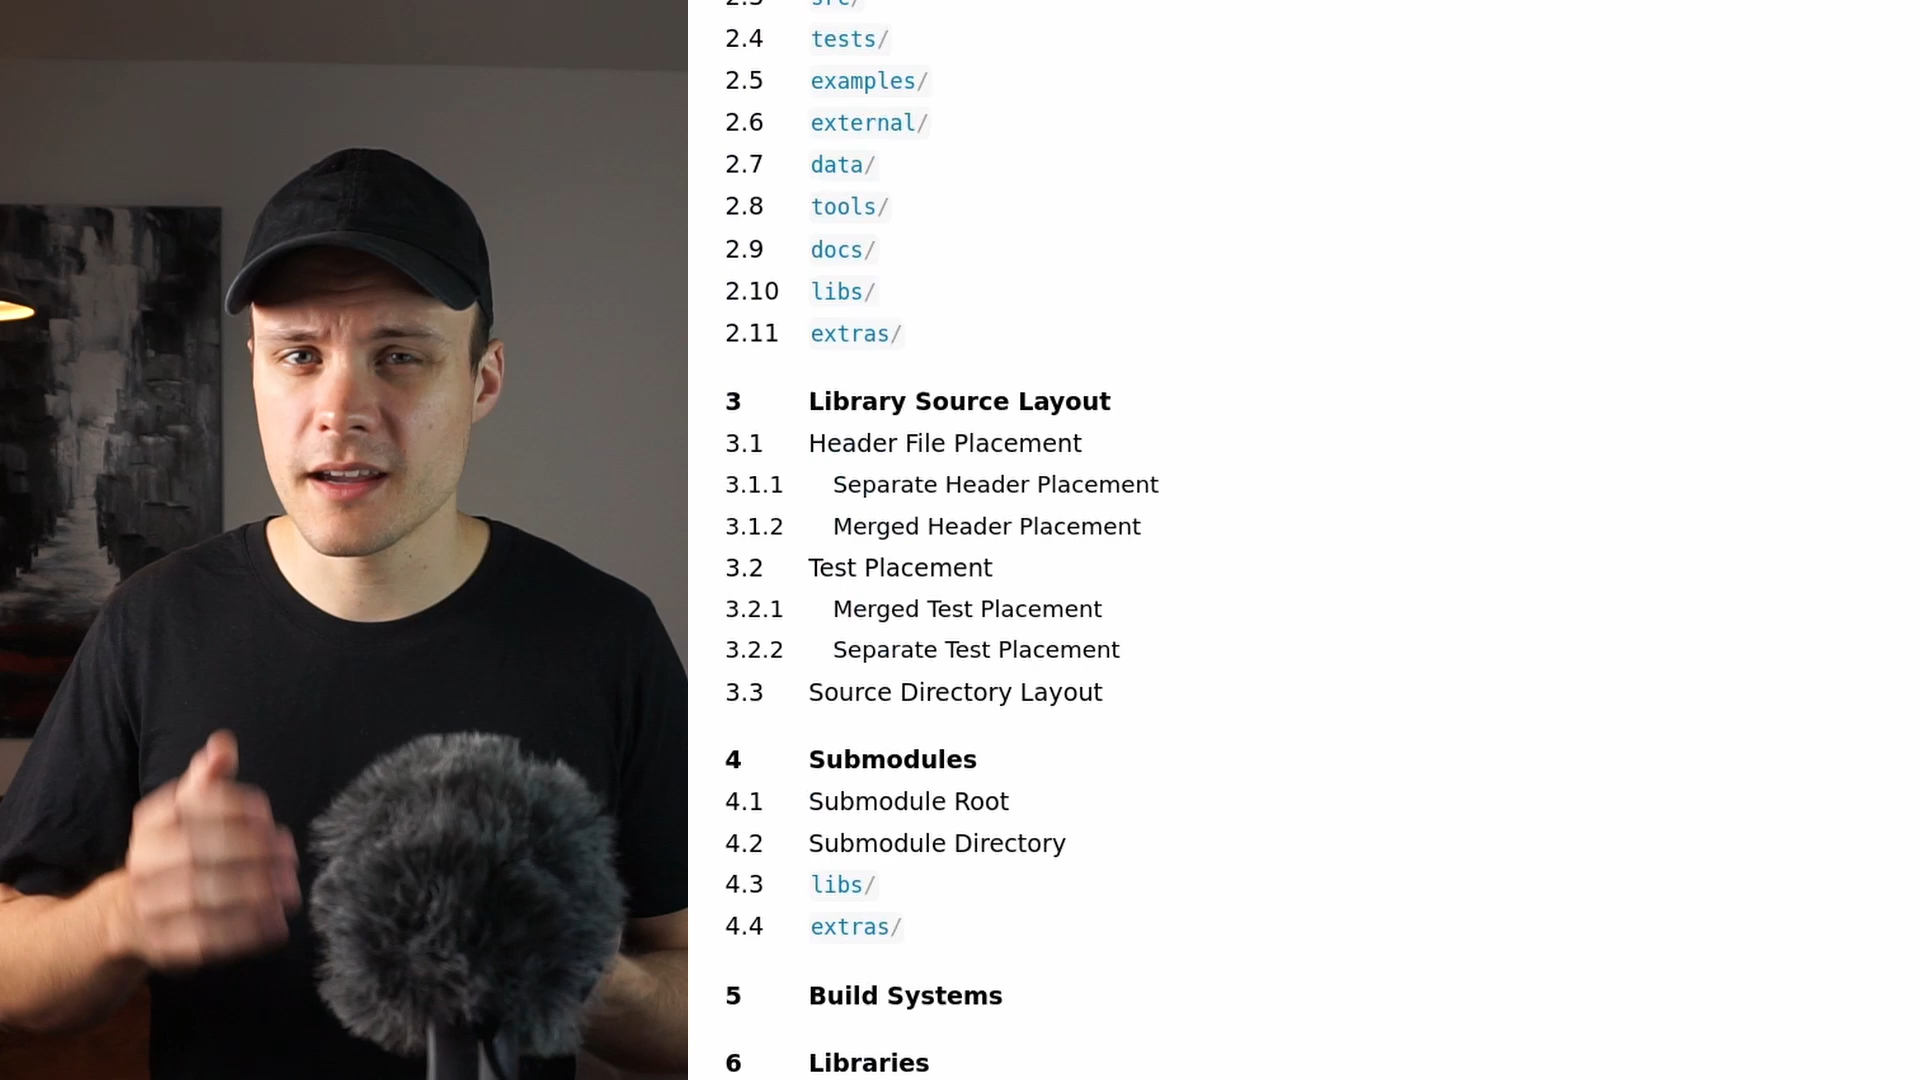 2.3 src/
2.4 tests/
2.5 examples/
2.6 external/
2.7 data/
2.8 tools/
2.9 docs/
2.10 libs/
2.11 extras/
3 Library Source Layout
3.1 Header File Placement
3.1.1 Separate Header Placement
3.1.2 Merged Header Placement
3.2 Test Placement
3.2.1 Merged Test Placement
3.2.2 Separate Test Placement
3.3 Source Directory Layout
4 Submodules
4.1 Submodule Root
4.2 Submodule Directory
4.3 libs/
4.4 extras/
5 Build Systems
6 Libraries